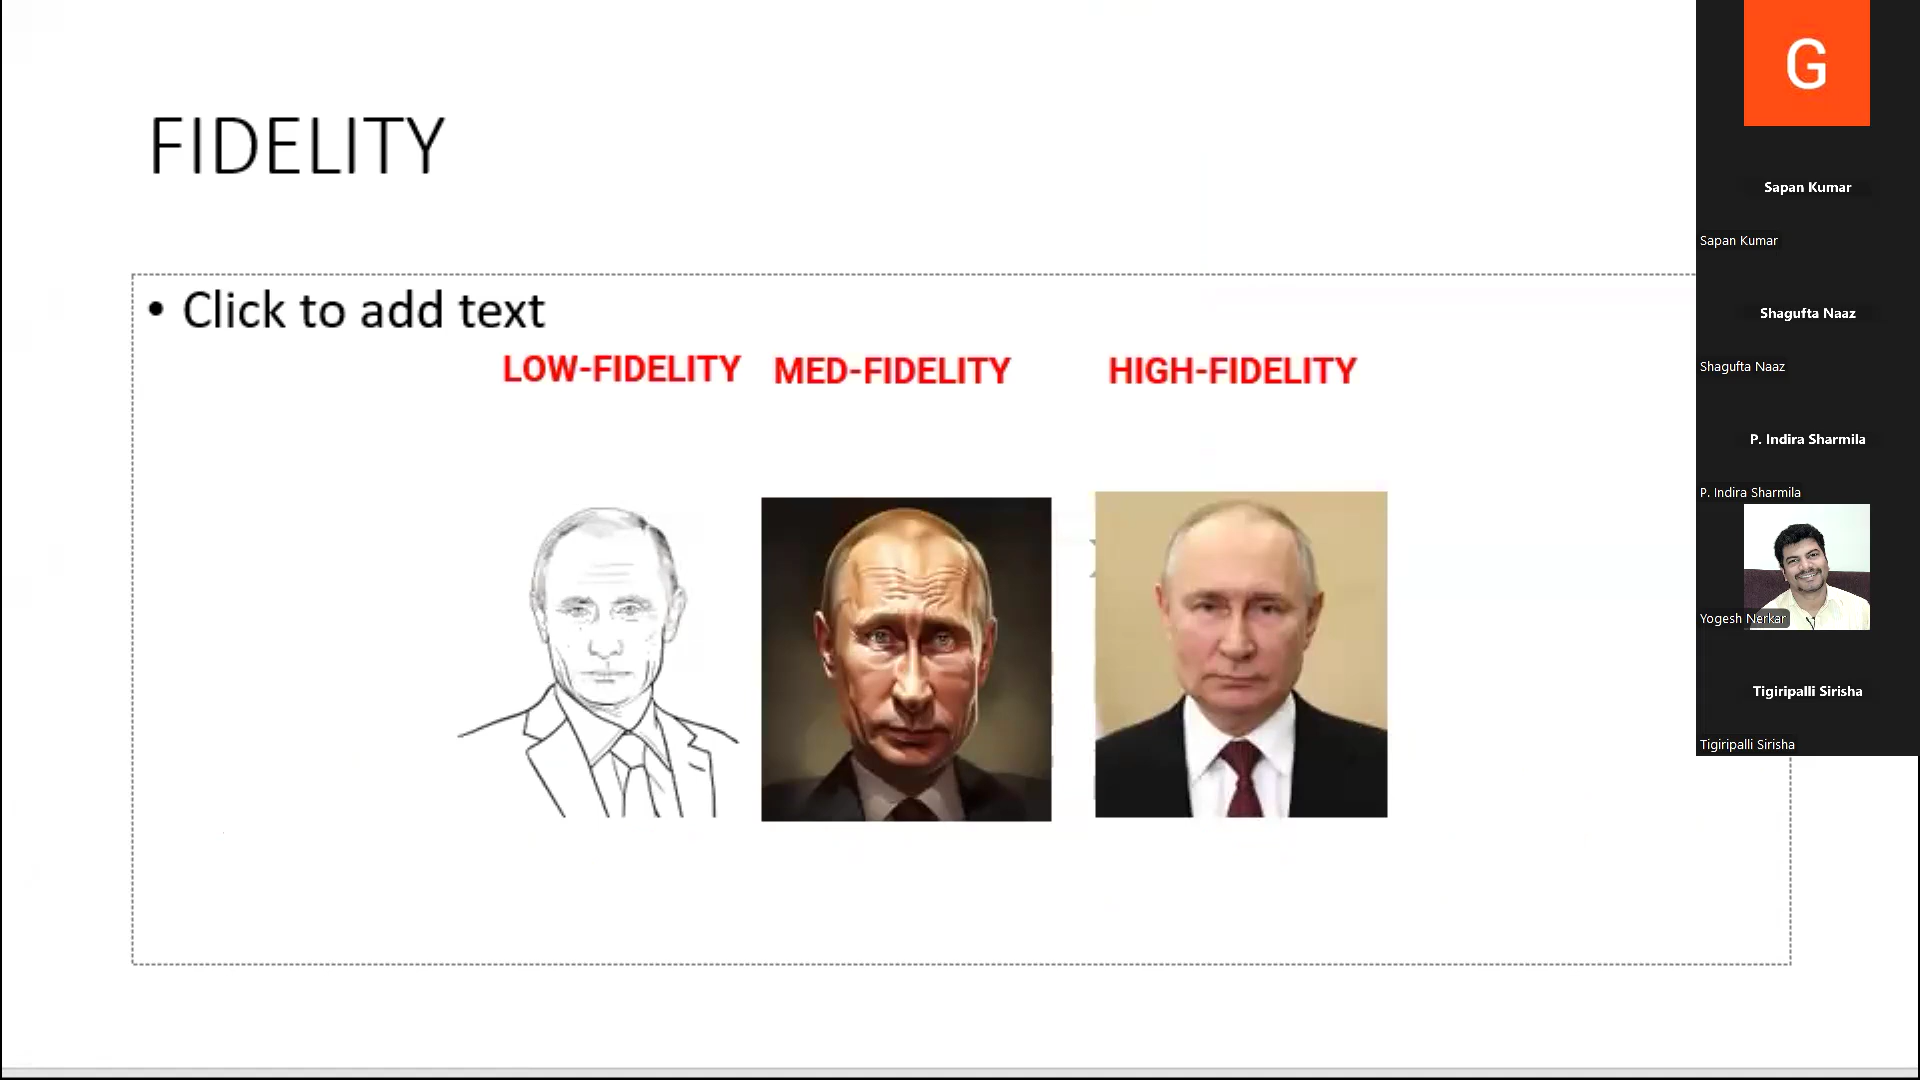 FIDELITY
• Click to add text
LOW-FIDELITY MED-FIDELITY HIGH-FIDELITY
G
Sapan Kumar
Sapan Kumar
Shagufta Naaz
Shagufta Naaz
P. Indira Sharmila
P. Indira Sharmila
Yogesh Nerkar
Tigiripalli Sirisha
Tigiripalli Sirisha